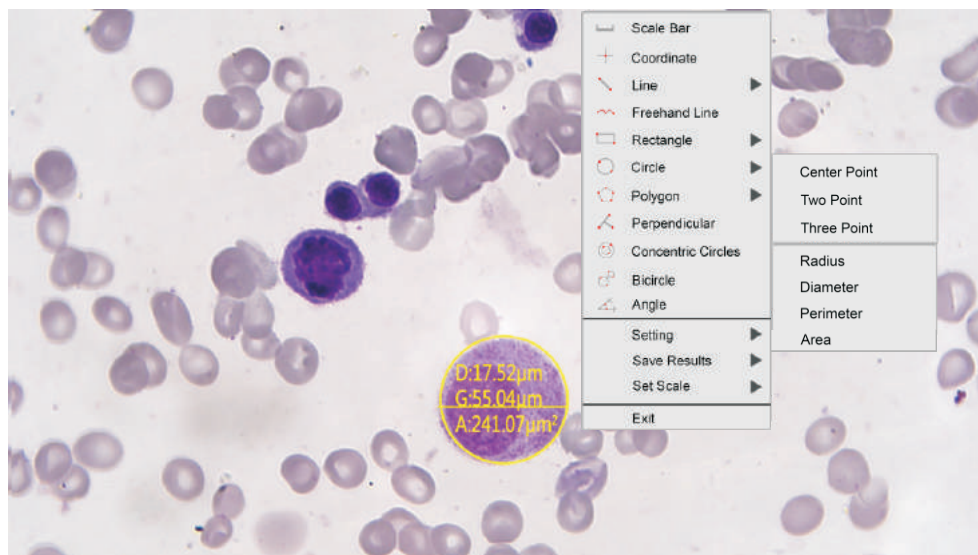 Scale Bar
Coordinate
Line
Freehand Line
Rectangle
Circle
Polygon
Perpendicular
Concentric Circles
Bicircle
Angle
Setting
Save Results
Set Scale
Exit
Center Point
Two Point
Three Point
Radius
Diameter
Perimeter
Area
D:17.52μm
G:55.04μm
A:241.07μm²